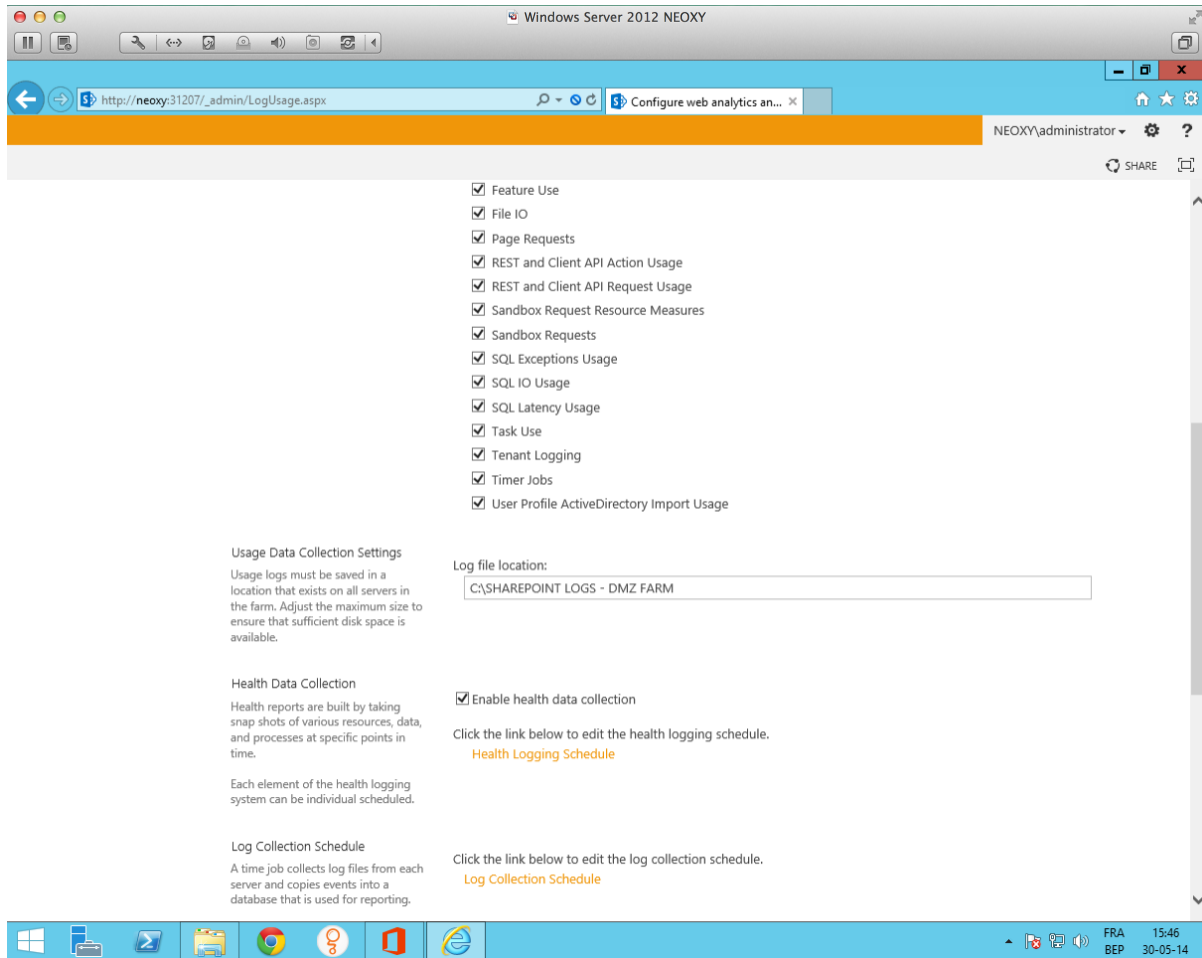 Windows Server 2012 NEOXY
http://neoxy:31207/_admin/LogUsage.aspx
Configure web analytics an...
NEOXY\administrator
?
SHARE
Feature Use
File IO
Page Requests
REST and Client API Action Usage
REST and Client API Request Usage
Sandbox Request Resource Measures
Sandbox Requests
SQL Exceptions Usage
SQL IO Usage
SQL Latency Usage
Task Use
Tenant Logging
Timer Jobs
User Profile ActiveDirectory Import Usage
Usage Data Collection Settings
Usage logs must be saved in a
location that exists on all servers in
the farm. Adjust the maximum size to
ensure that sufficient disk space is
available.
Log file location:
C:\SHAREPOINT LOGS - DMZ FARM
Health Data Collection
Health reports are built by taking
snap shots of various resources, data,
and processes at specific points in
time.
Each element of the health logging
system can be individual scheduled.
Enable health data collection
Click the link below to edit the health logging schedule.
Health Logging Schedule
Log Collection Schedule
A time job collects log files from each
server and copies events into a
database that is used for reporting.
Click the link below to edit the log collection schedule.
Log Collection Schedule
FRA
BEP
15:46
30-05-14